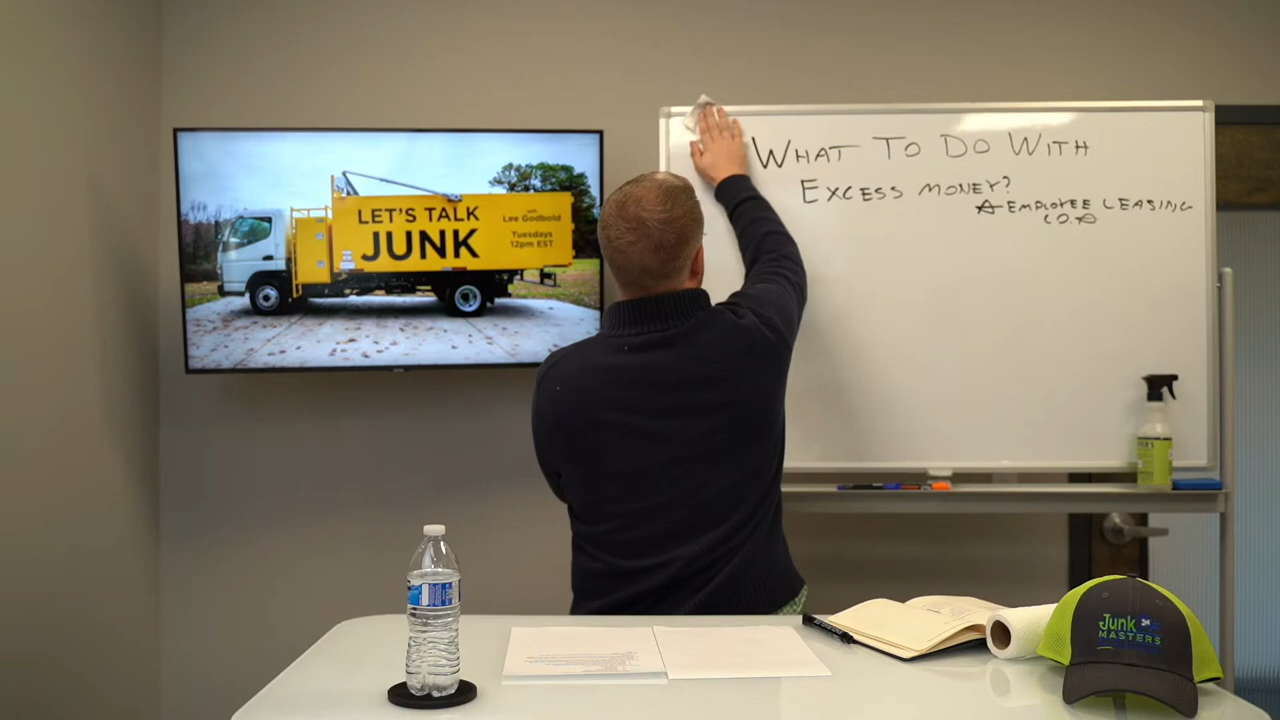 LET'S TALK
JUNK
with
Lee Godbold
Tuesdays
12pm EST
WHAT TO DO WITH
EXCESS MONEY?
EMPLOYEE LEASING
CO.
Junk
MASTERS